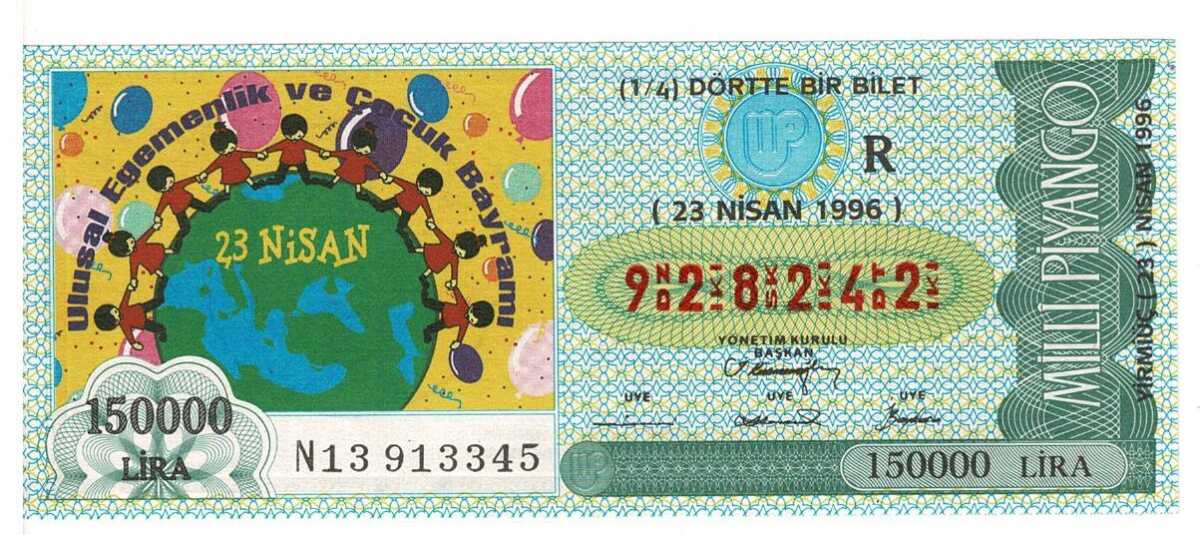 Ulusal Egemenlik ve Çocuk Bayramı
23 NİSAN
150000
LİRA
N13 913345
(1/4) DÖRTTE BİR BİLET
R
( 23 NİSAN 1996 )
9 2 8 2 4 2
YÖNETİM KURULU
BAŞKAN
ÜYE ÜYE ÜYE
150000 LİRA
MİLLİ PİYANGO
YİRMİÜÇ ( 23 ) NİSAN 1996